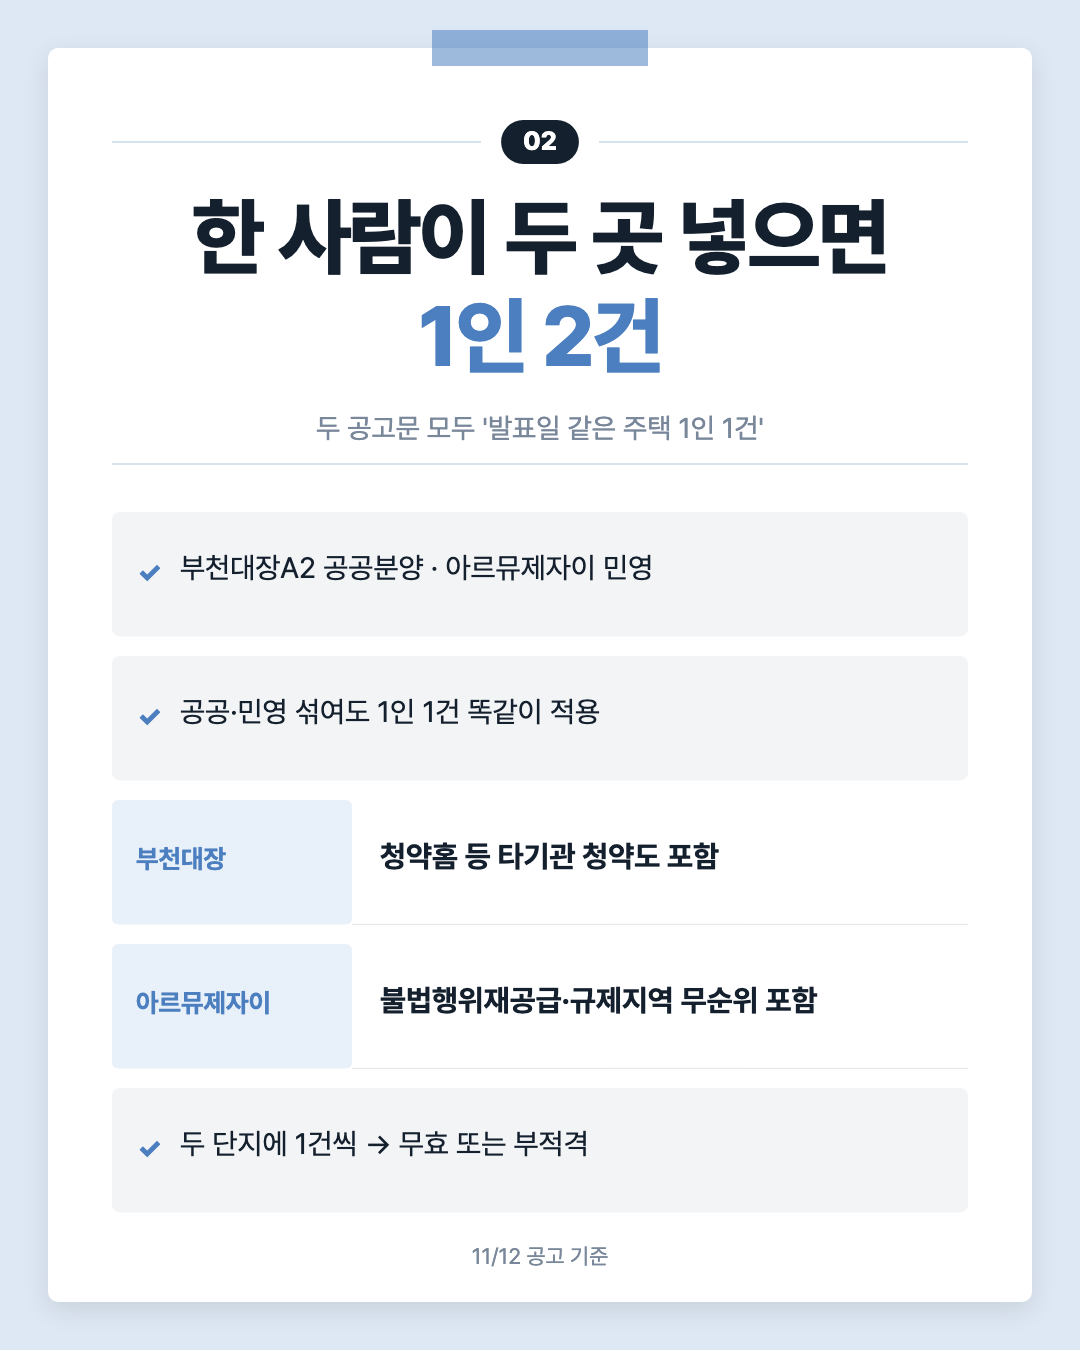 02
한 사람이 두 곳 넣으면
1인 2건
두 공고문 모두 '발표일 같은 주택 1인 1건'
부천대장A2 공공분양 · 아르뮤제자이 민영
공공·민영 섞여도 1인 1건 똑같이 적용
부천대장 청약홈 등 타기관 청약도 포함
아르뮤제자이 불법행위재공급·규제지역 무순위 포함
두 단지에 1건씩 → 무효 또는 부적격
11/12 공고 기준